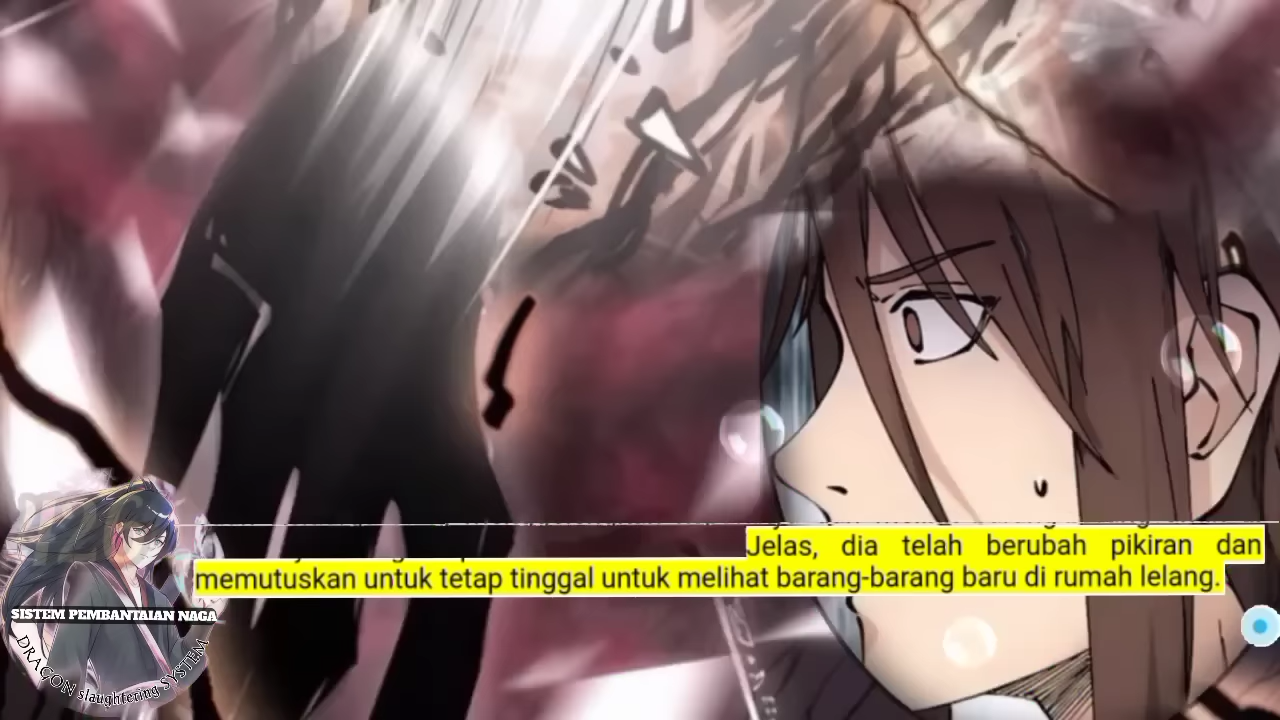 Jelas, dia telah berubah pikiran dan
memutuskan untuk tetap tinggal untuk melihat barang-barang baru di rumah lelang.
SISTEM PEMBANTAIAN NAGA
DRAGON slaughtering SYSTEM